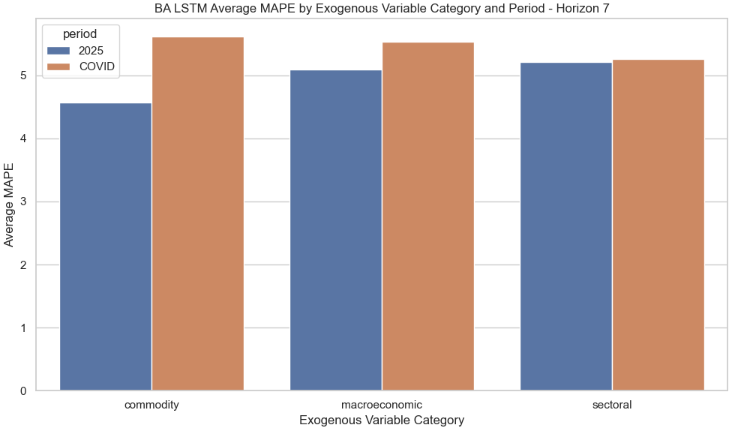 BA LSTM Average MAPE by Exogenous Variable Category and Period - Horizon 7
period
2025
COVID
5
4
3
2
1
0
Average MAPE
commodity macroeconomic sectoral
Exogenous Variable Category